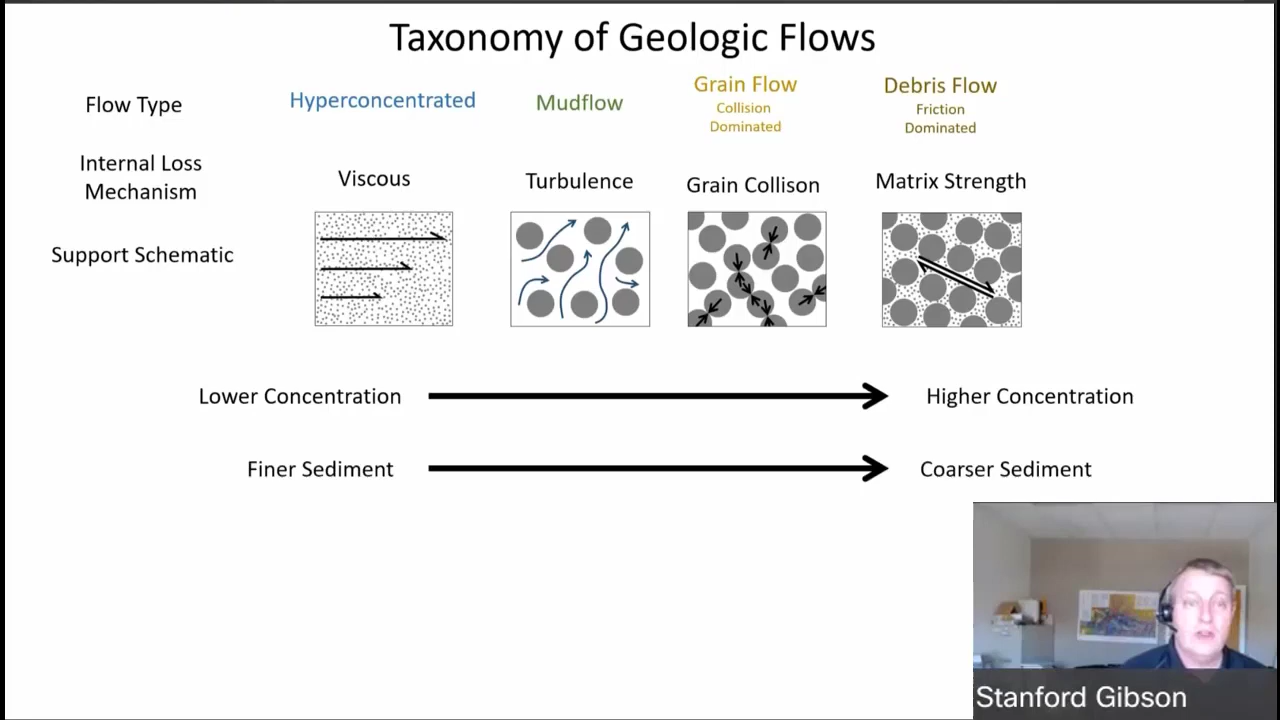 Taxonomy of Geologic Flows
Flow Type
Hyperconcentrated
Mudflow
Grain Flow
Collision
Dominated
Debris Flow
Friction
Dominated
Internal Loss
Mechanism
Viscous
Turbulence
Grain Collison
Matrix Strength
Support Schematic
Lower Concentration
Higher Concentration
Finer Sediment
Coarser Sediment
Stanford Gibson